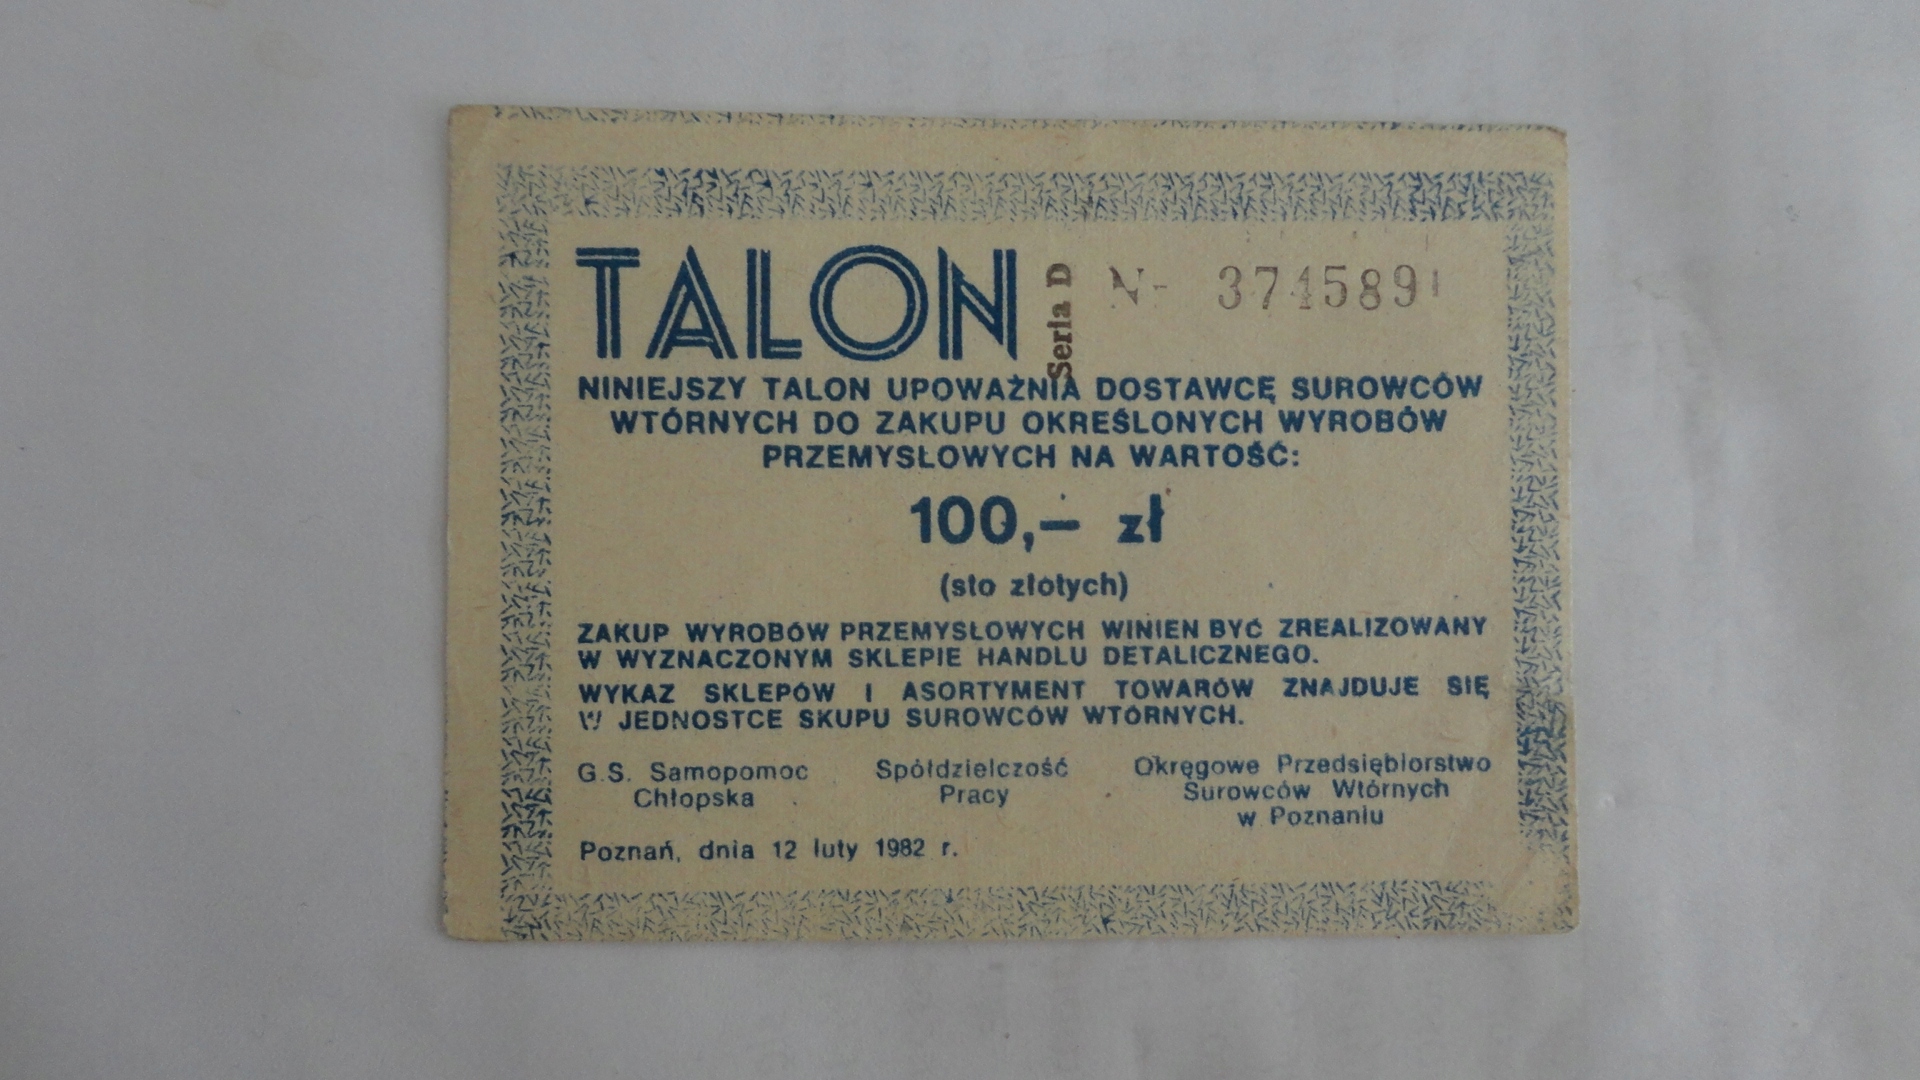 TALON Seria D N- 3745891
NINIEJSZY TALON UPOWAŻNIA DOSTAWCĘ SUROWCÓW
WTÓRNYCH DO ZAKUPU OKREŚLONYCH WYROBÓW
PRZEMYSŁOWYCH NA WARTOŚĆ:
100,– zł
(sto złotych)
ZAKUP WYROBÓW PRZEMYSŁOWYCH WINIEN BYĆ ZREALIZOWANY
W WYZNACZONYM SKLEPIE HANDLU DETALICZNEGO.
WYKAZ SKLEPÓW I ASORTYMENT TOWARÓW ZNAJDUJE SIĘ
W JEDNOSTCE SKUPU SUROWCÓW WTÓRNYCH.
G.S. Samopomoc
Chłopska
Spółdzielczość
Pracy
Okręgowe Przedsiębiorstwo
Surowców Wtórnych
w Poznaniu
Poznań, dnia 12 luty 1982 r.